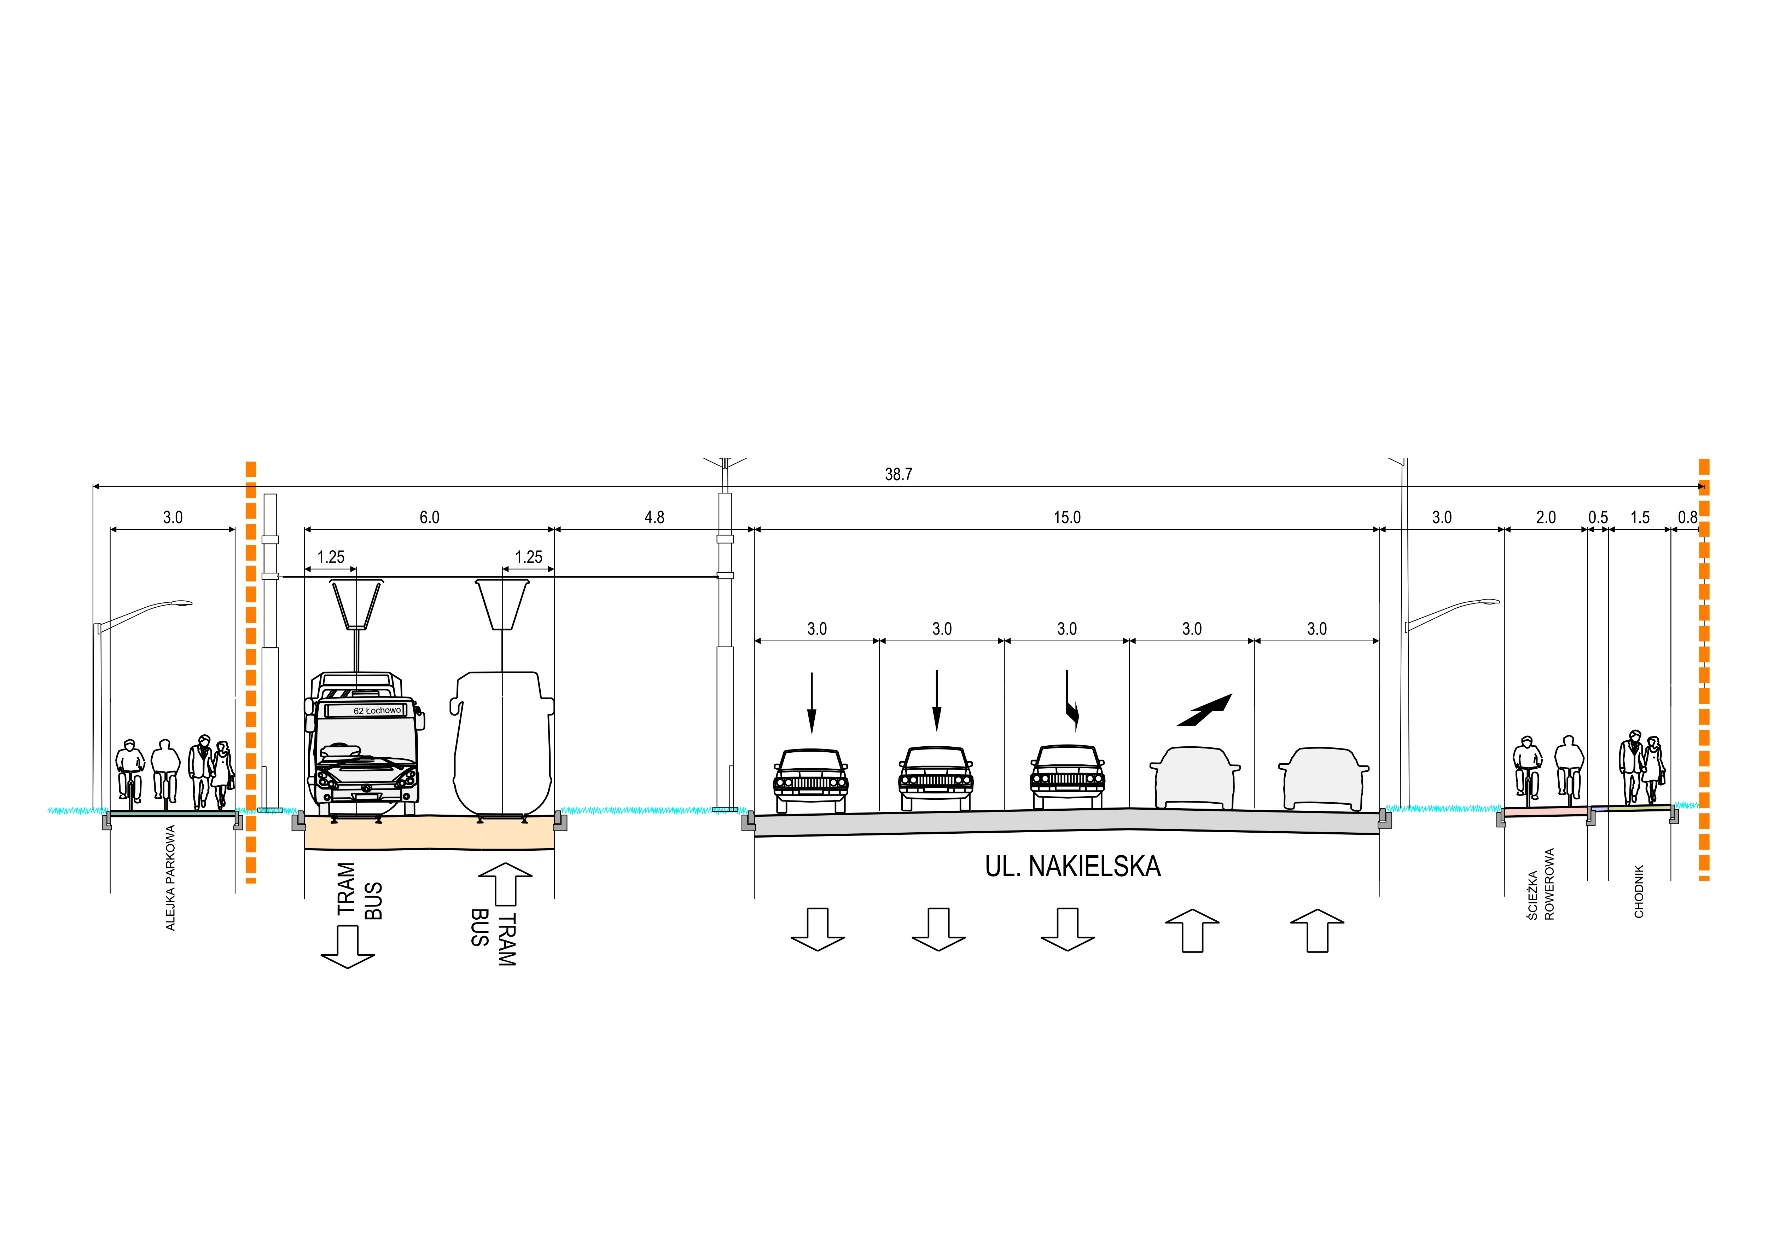 38.7
3.0
6.0
4.8
15.0
3.0
2.0
0.5
1.5
0.8
1.25
1.25
3.0
3.0
3.0
3.0
3.0
62 Łochowo
ALEJKA PARKOWA
TRAM
BUS
TRAM
BUS
UL. NAKIELSKA
ŚCIEŻKA
ROWEROWA
CHODNIK